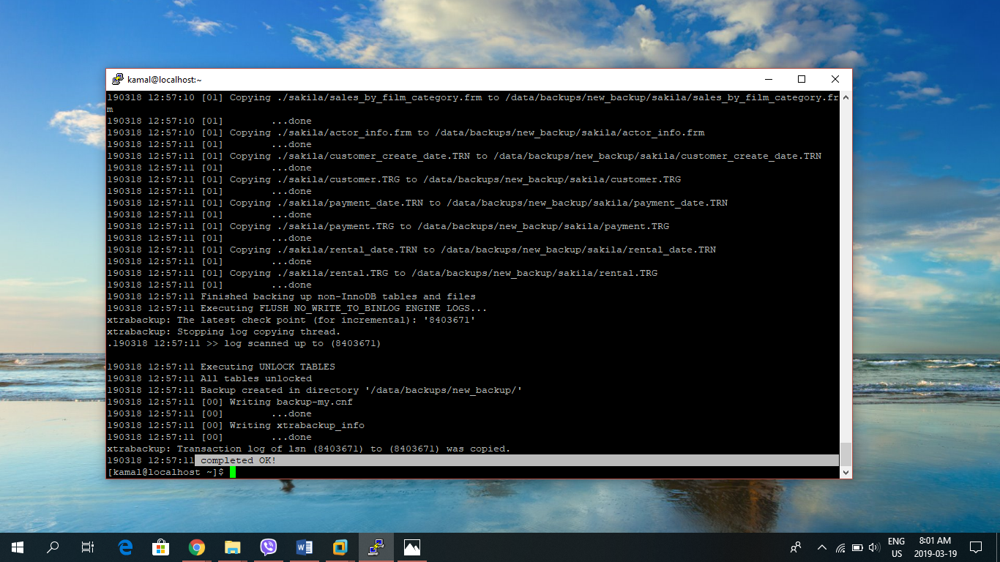 kamal@localhost:~
190318 12:57:10 [01] Copying ./sakila/sales_by_film_category.frm to /data/backups/new_backup/sakila/sales_by_film_category.fr
m
190318 12:57:10 [01]        ...done
190318 12:57:10 [01] Copying ./sakila/actor_info.frm to /data/backups/new_backup/sakila/actor_info.frm
190318 12:57:11 [01]        ...done
190318 12:57:11 [01] Copying ./sakila/customer_create_date.TRN to /data/backups/new_backup/sakila/customer_create_date.TRN
190318 12:57:11 [01]        ...done
190318 12:57:11 [01] Copying ./sakila/customer.TRG to /data/backups/new_backup/sakila/customer.TRG
190318 12:57:11 [01]        ...done
190318 12:57:11 [01] Copying ./sakila/payment_date.TRN to /data/backups/new_backup/sakila/payment_date.TRN
190318 12:57:11 [01]        ...done
190318 12:57:11 [01] Copying ./sakila/payment.TRG to /data/backups/new_backup/sakila/payment.TRG
190318 12:57:11 [01]        ...done
190318 12:57:11 [01] Copying ./sakila/rental_date.TRN to /data/backups/new_backup/sakila/rental_date.TRN
190318 12:57:11 [01]        ...done
190318 12:57:11 [01] Copying ./sakila/rental.TRG to /data/backups/new_backup/sakila/rental.TRG
190318 12:57:11 [01]        ...done
190318 12:57:11 Finished backing up non-InnoDB tables and files
190318 12:57:11 Executing FLUSH NO_WRITE_TO_BINLOG ENGINE LOGS...
xtrabackup: The latest check point (for incremental): '8403671'
xtrabackup: Stopping log copying thread.
.190318 12:57:11 >> log scanned up to (8403671)
190318 12:57:11 Executing UNLOCK TABLES
190318 12:57:11 All tables unlocked
190318 12:57:11 Backup created in directory '/data/backups/new_backup/'
190318 12:57:11 [00] Writing backup-my.cnf
190318 12:57:11 [00]        ...done
190318 12:57:11 [00] Writing xtrabackup_info
190318 12:57:11 [00]        ...done
xtrabackup: Transaction log of lsn (8403671) to (8403671) was copied.
190318 12:57:11 completed OK!
[kamal@localhost ~]$
ENG
US
8:01 AM
2019-03-19